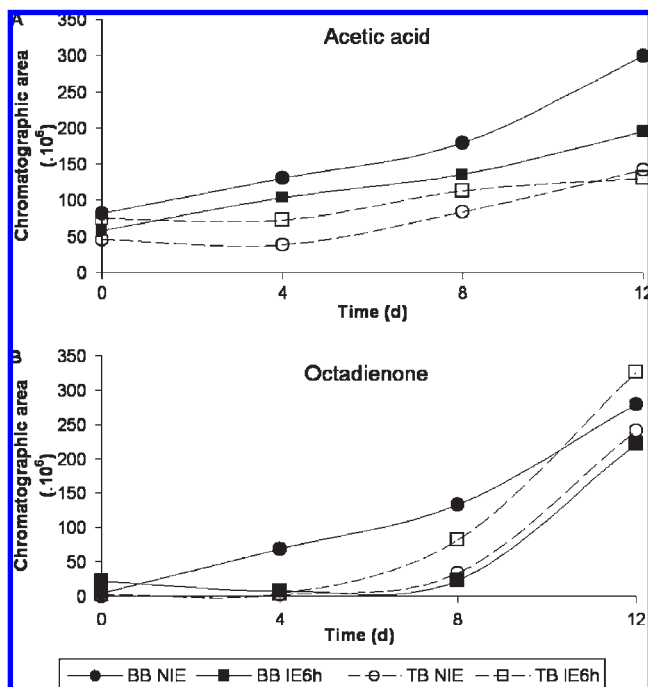 A
350
Acetic acid
300
250
200
150
100
50
0
Chromatographic area
(.10⁶)
0 4 8 12
Time (d)
B
350
Octadienone
300
250
200
150
100
50
0
Chromatographic area
(.10⁶)
0 4 8 12
Time (d)
BB NIE BB IE6h TB NIE TB IE6h